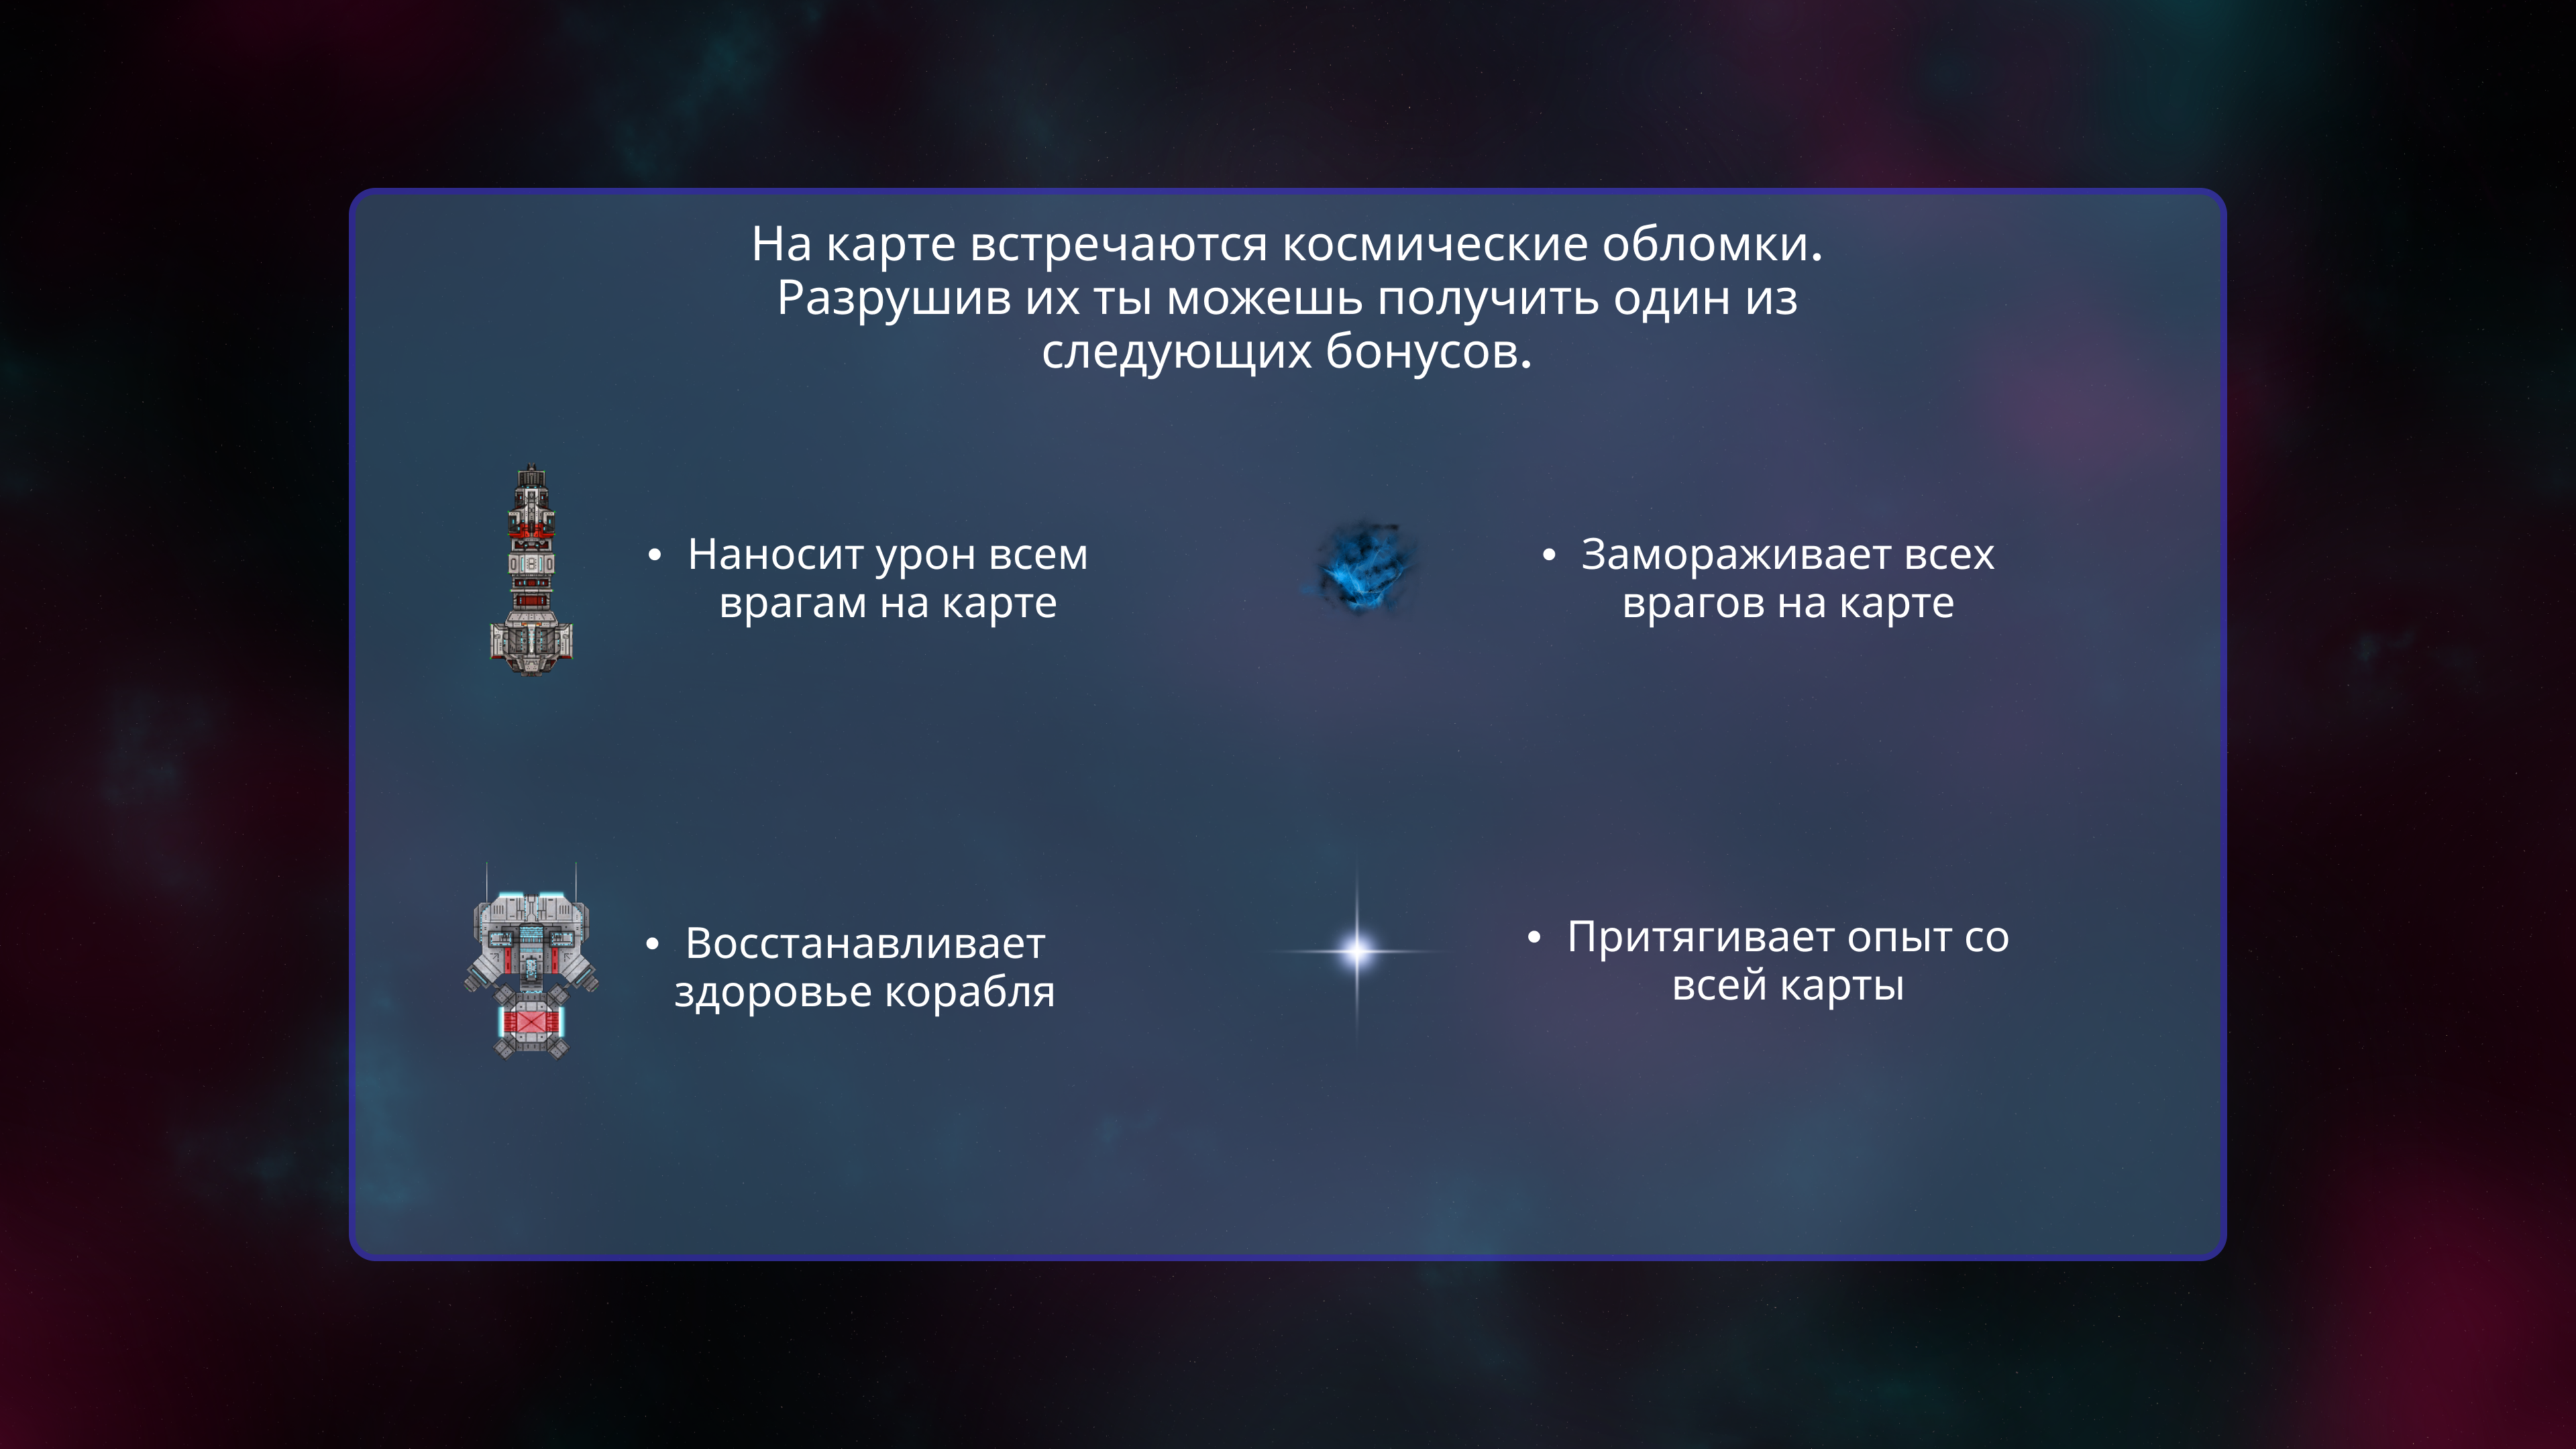 На карте встречаются космические обломки.
Разрушив их ты можешь получить один из
следующих бонусов.
• Наносит урон всем
врагам на карте
• Замораживает всех
врагов на карте
• Восстанавливает
здоровье корабля
• Притягивает опыт со
всей карты